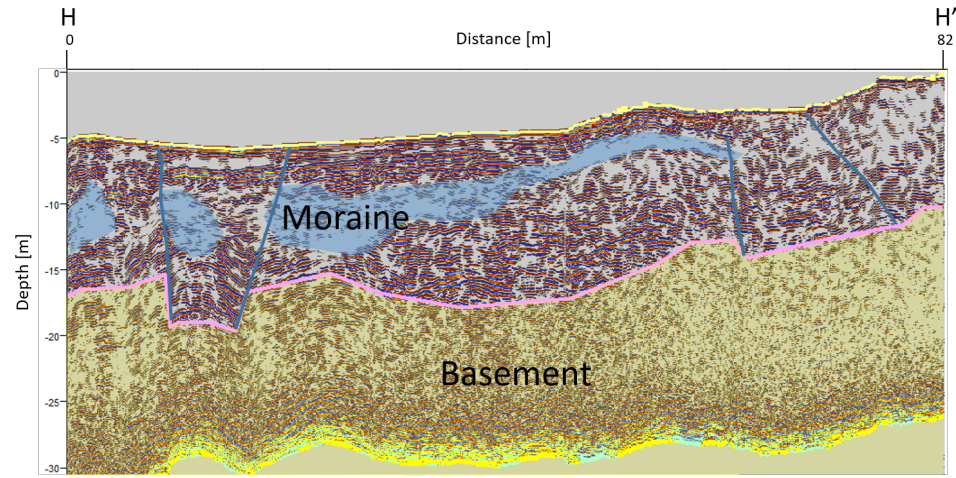 H H’
0 Distance [m] 82
0
-5
-10
-15
-20
-25
-30
Depth [m]
Moraine
Basement